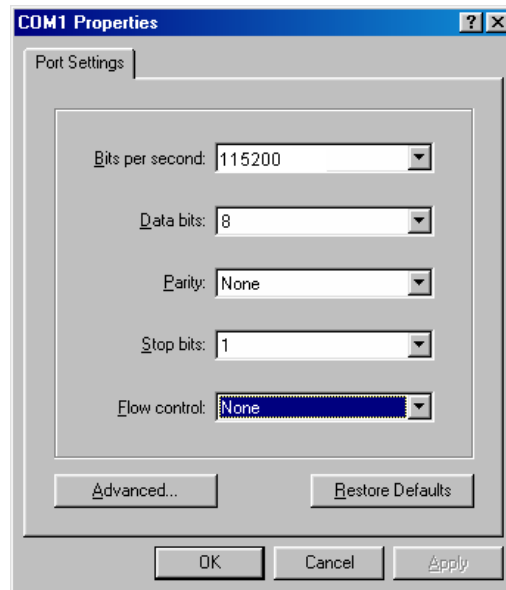 COM1 Properties
Port Settings
Bits per second: 115200
Data bits: 8
Parity: None
Stop bits: 1
Flow control: None
Advanced... Restore Defaults
OK Cancel Apply